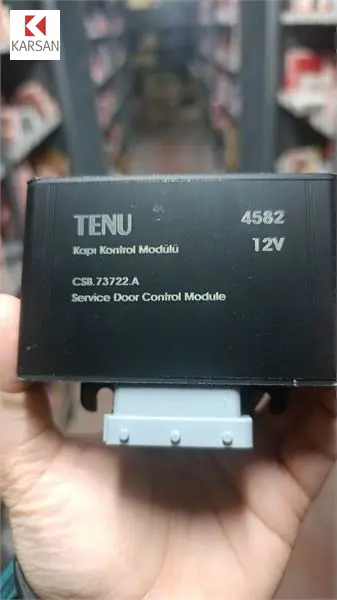 KARSAN
TENU 4582
Kapı Kontrol Modülü 12V
CSB.73722.A
Service Door Control Module